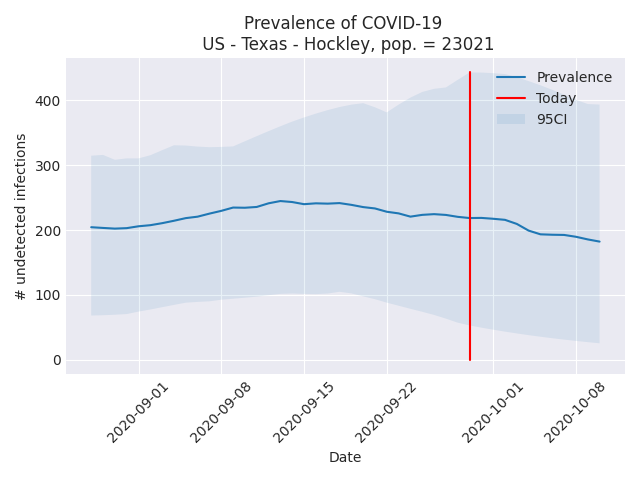 Prevalence of COVID-19
US - Texas - Hockley, pop. = 23021
Prevalence
Today
95CI
400
300
200
100
0
# undetected infections
2020-09-01
2020-09-08
2020-09-15
2020-09-22
2020-10-01
2020-10-08
Date